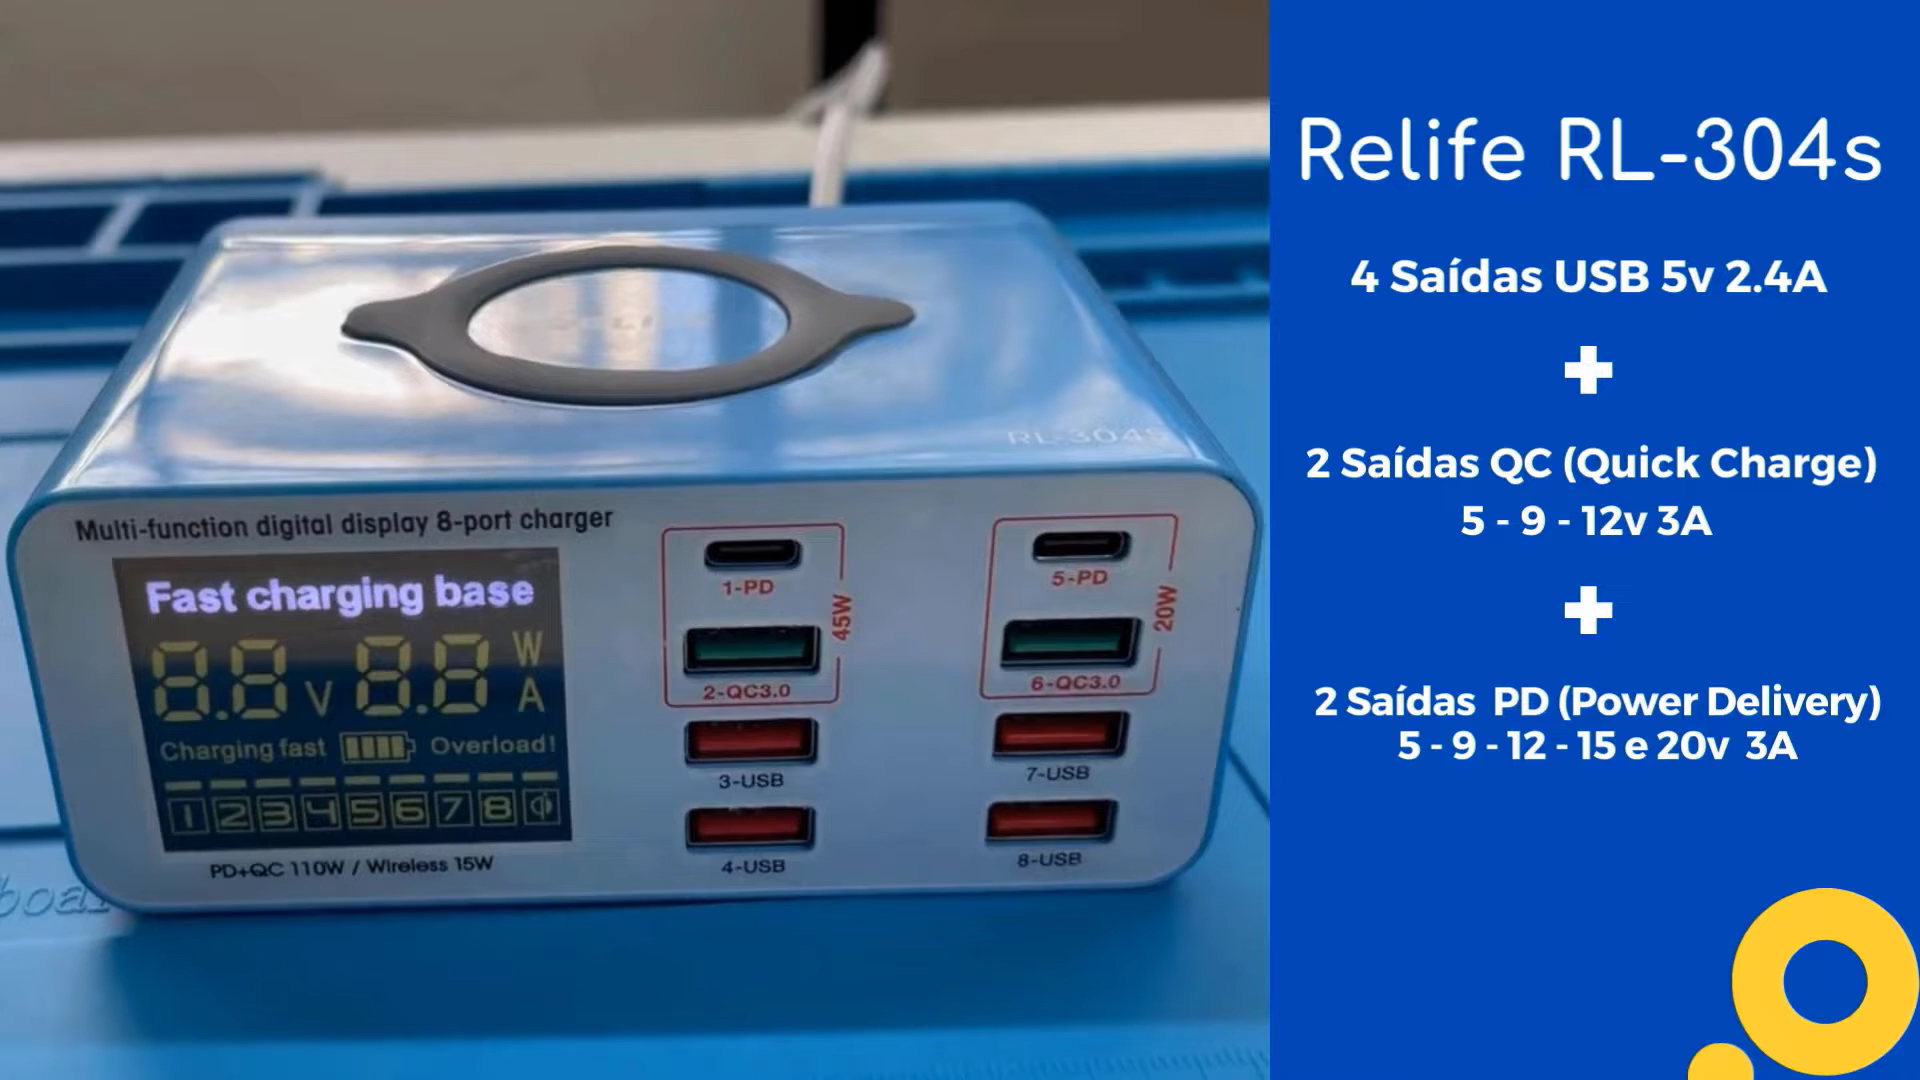 Relife RL-304s
4 Saídas USB 5v 2.4A
2 Saídas QC (Quick Charge)
5 - 9 - 12v 3A
2 Saídas PD (Power Delivery)
5 - 9 - 12 - 15 e 20v 3A
RL-304S
Multi-function digital display 8-port charger
Fast charging base
8.8 V 8.8 W A
Charging fast Overload!
1 2 3 4 5 6 7 8
PD+QC 110W / Wireless 15W
1-PD
45W
2-QC3.0
3-USB
4-USB
5-PD
20W
6-QC3.0
7-USB
8-USB